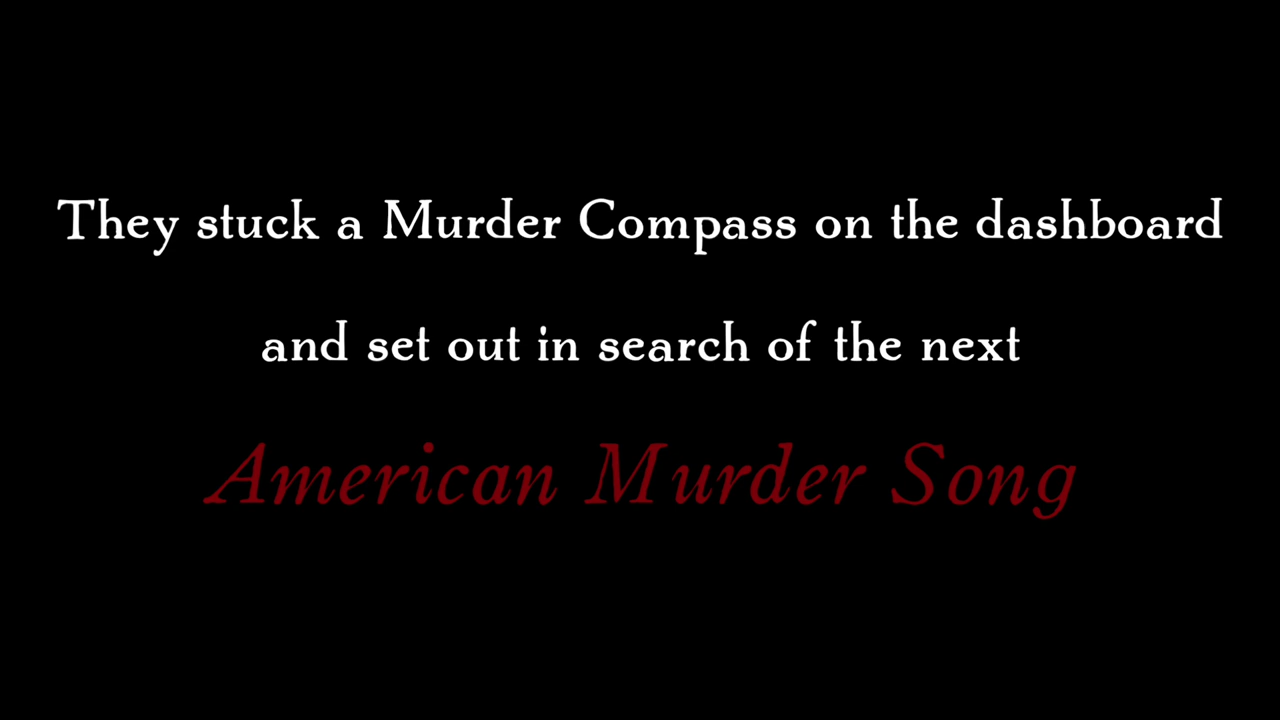 They stuck a Murder Compass on the dashboard
and set out in search of the next
American Murder Song